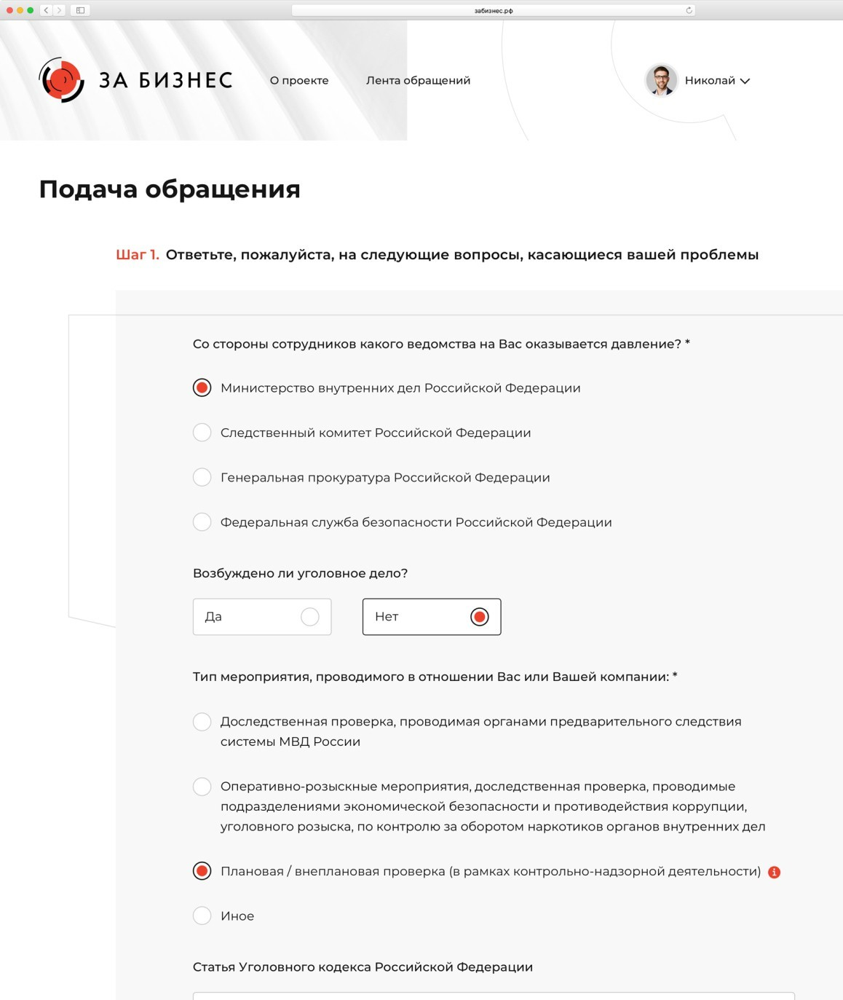 забизнес.рф
ЗА БИЗНЕС
О проекте
Лента обращений
Николай
Подача обращения
Шаг 1. Ответьте, пожалуйста, на следующие вопросы, касающиеся вашей проблемы
Со стороны сотрудников какого ведомства на Вас оказывается давление? *
Министерство внутренних дел Российской Федерации
Следственный комитет Российской Федерации
Генеральная прокуратура Российской Федерации
Федеральная служба безопасности Российской Федерации
Возбуждено ли уголовное дело?
Да
Нет
Тип мероприятия, проводимого в отношении Вас или Вашей компании: *
Доследственная проверка, проводимая органами предварительного следствия
системы МВД России
Оперативно-розыскные мероприятия, доследственная проверка, проводимые
подразделениями экономической безопасности и противодействия коррупции,
уголовного розыска, по контролю за оборотом наркотиков органов внутренних дел
Плановая / внеплановая проверка (в рамках контрольно-надзорной деятельности)
Иное
Статья Уголовного кодекса Российской Федерации